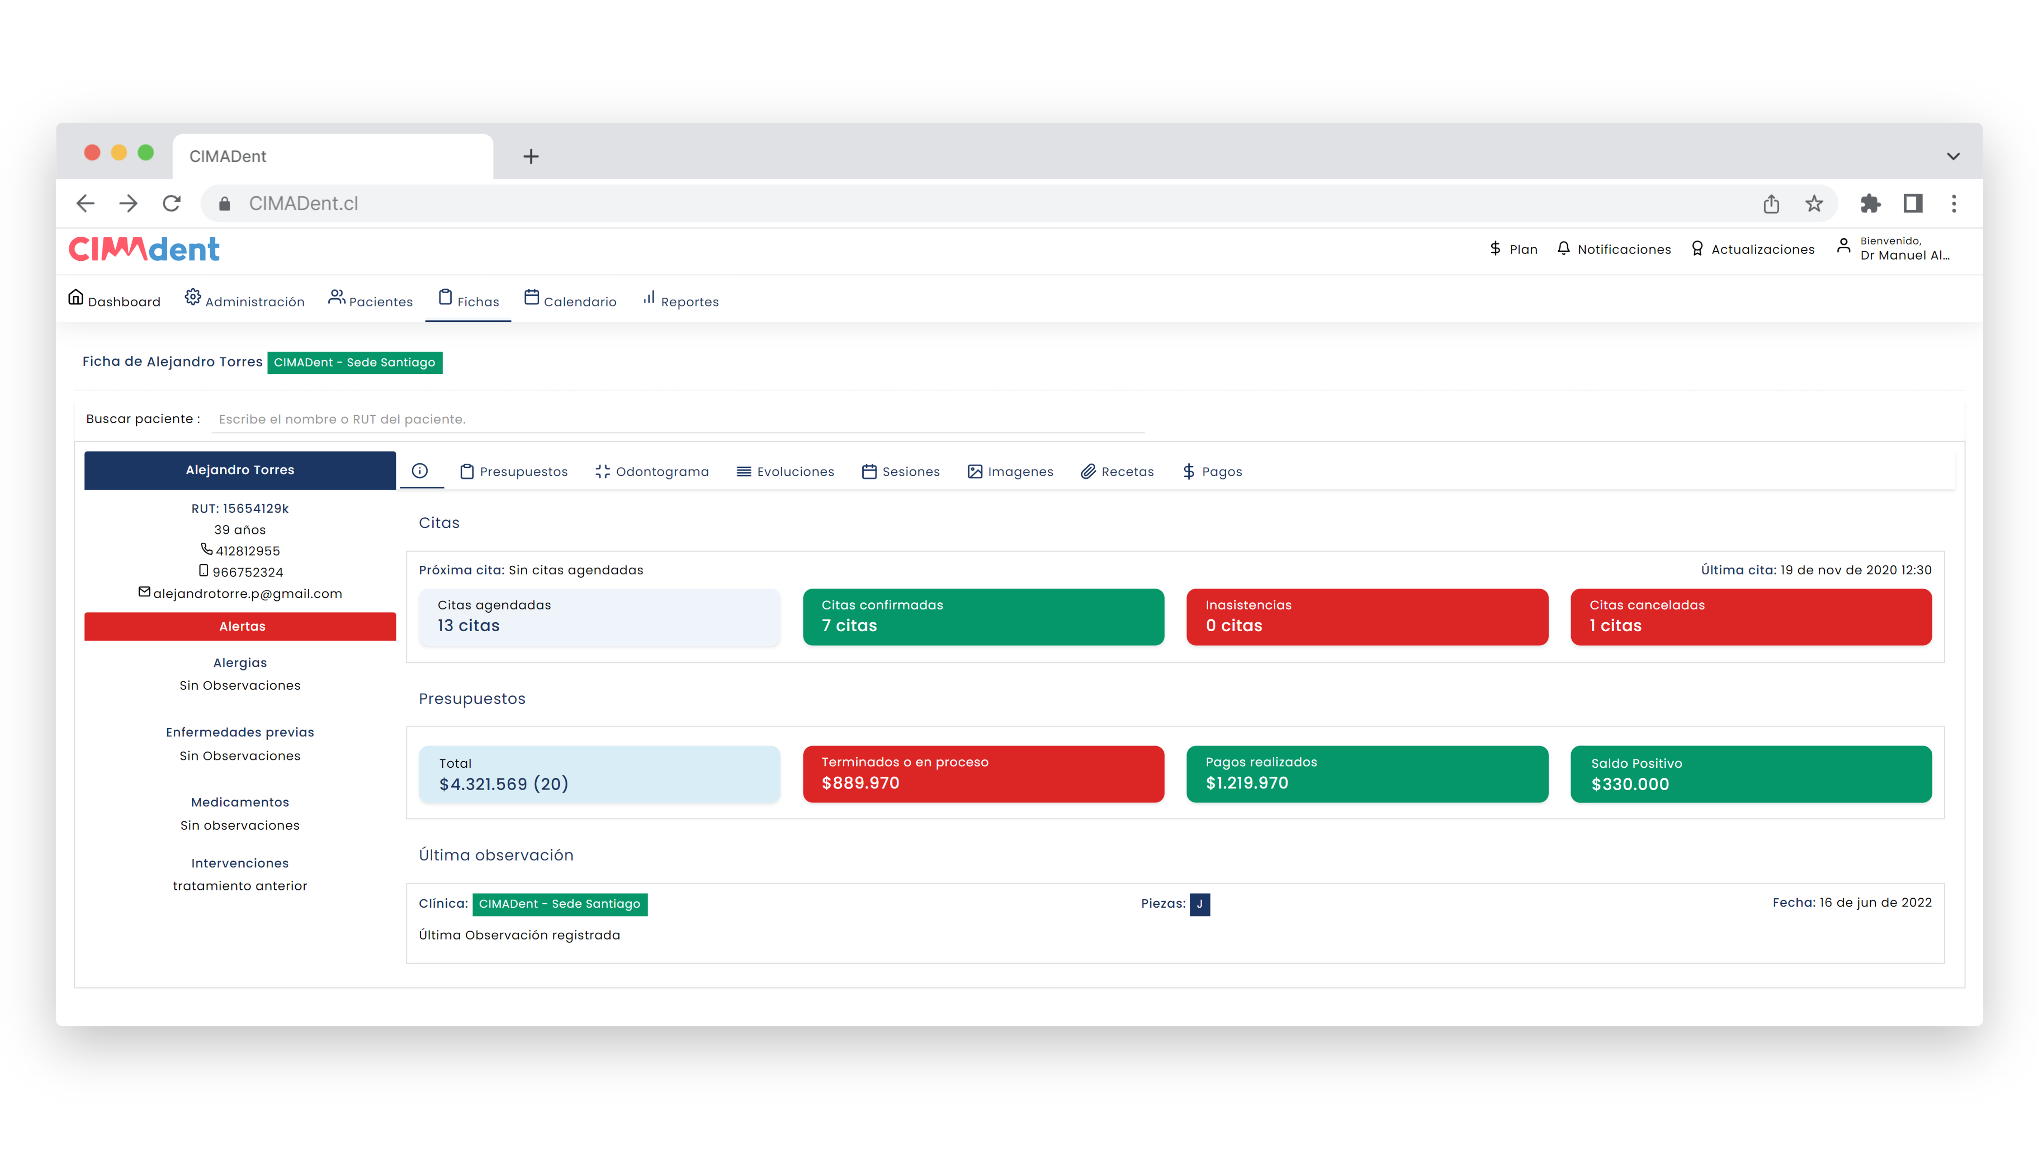 CIMADent
CIMADent.cl
CIMAdent
Plan
Notificaciones
Actualizaciones
Bienvenido,
Dr Manuel Al...
Dashboard
Administración
Pacientes
Fichas
Calendario
Reportes
Ficha de Alejandro Torres CIMADent - Sede Santiago
Buscar paciente : Escribe el nombre o RUT del paciente.
Alejandro Torres
RUT: 15654129k
39 años
412812955
966752324
alejandrotorre.p@gmail.com
Alertas
Alergias
Sin Observaciones
Enfermedades previas
Sin Observaciones
Medicamentos
Sin observaciones
Intervenciones
tratamiento anterior
Presupuestos
Odontograma
Evoluciones
Sesiones
Imagenes
Recetas
Pagos
Citas
Próxima cita: Sin citas agendadas
Última cita: 19 de nov de 2020 12:30
Citas agendadas
13 citas
Citas confirmadas
7 citas
Inasistencias
0 citas
Citas canceladas
1 citas
Presupuestos
Total
$4.321.569 (20)
Terminados o en proceso
$889.970
Pagos realizados
$1.219.970
Saldo Positivo
$330.000
Última observación
Clínica: CIMADent - Sede Santiago
Piezas: J
Fecha: 16 de jun de 2022
Última Observación registrada